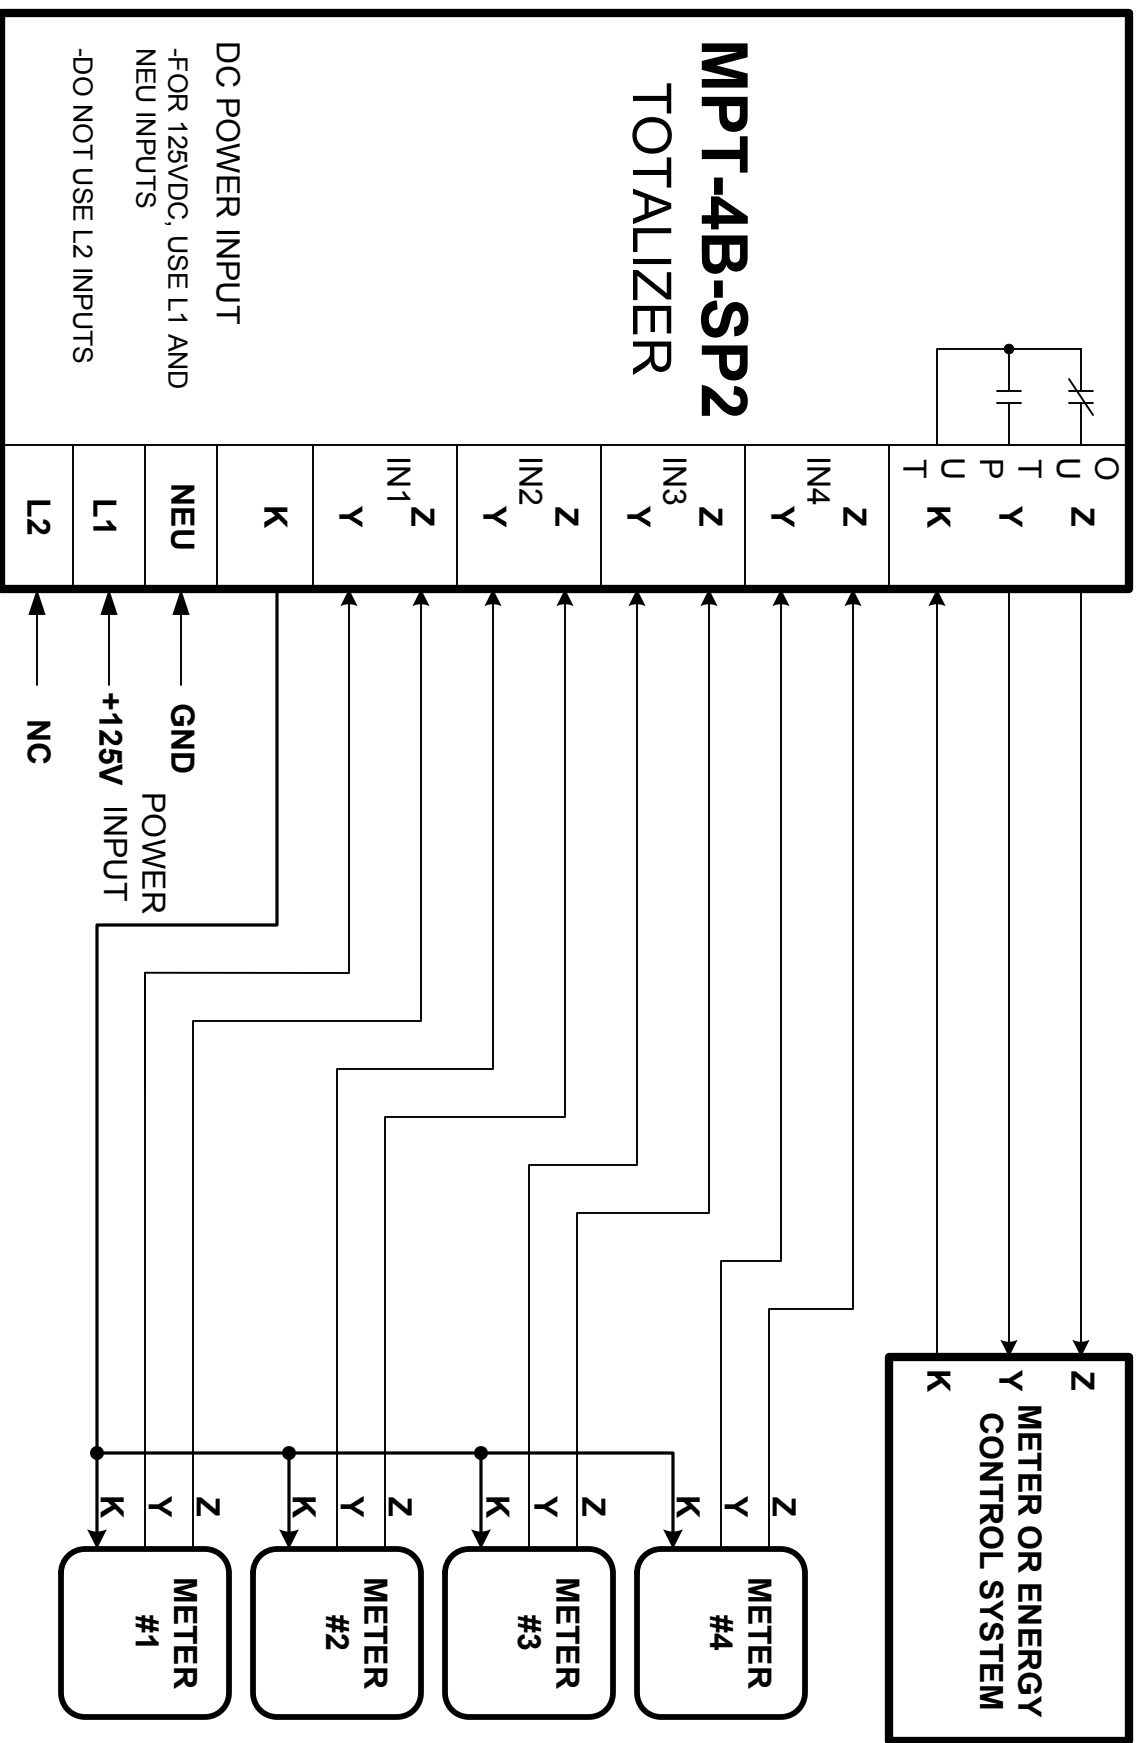 MPT-4B-SP2
TOTALIZER
DC POWER INPUT
-FOR 125VDC, USE L1 AND
NEU INPUTS
-DO NOT USE L2 INPUTS
OUTPUT
Z
Y
K
IN4
Z
Y
IN3
Z
Y
IN2
Z
Y
IN1
Z
Y
K
NEU
L1
L2
GND
+125V
NC
POWER
INPUT
Z
Y
K
METER OR ENERGY
CONTROL SYSTEM
Z
Y
K
METER
#4
Z
Y
K
METER
#3
Z
Y
K
METER
#2
Z
Y
K
METER
#1